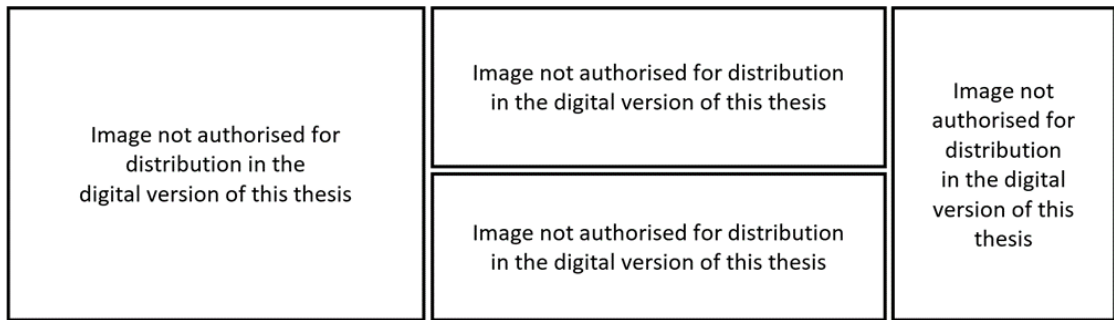 Image not authorised for
distribution in the
digital version of this thesis
Image not authorised for distribution
in the digital version of this thesis
Image not authorised for distribution
in the digital version of this thesis
Image not
authorised for
distribution
in the digital
version of this
thesis